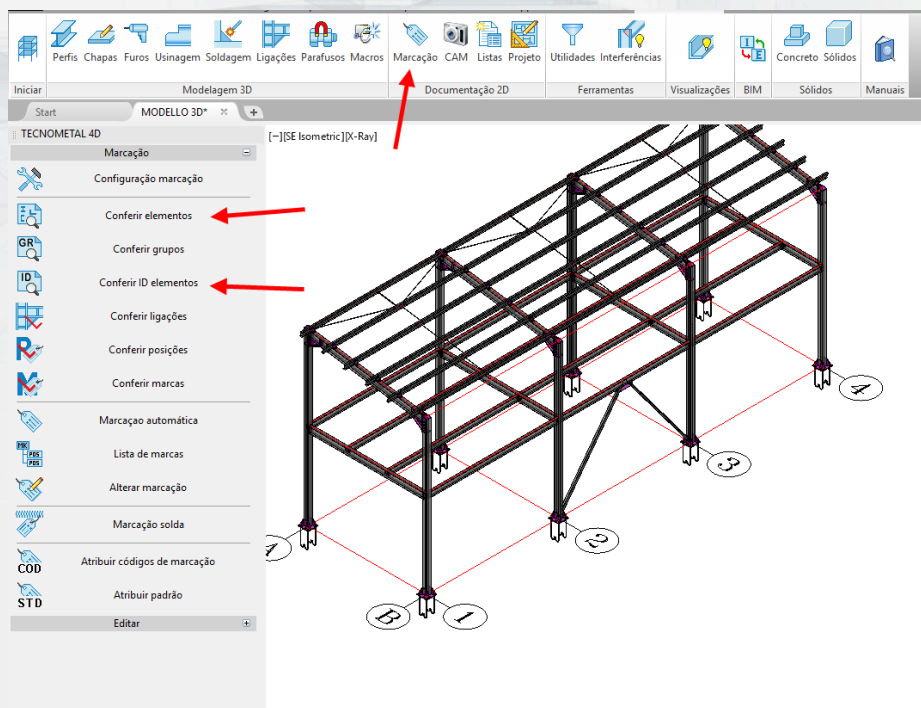 Perfis Chapas Furos Usinagem Soldagem Ligações Parafusos Macros Marcação CAM Listas Projeto Utilidades Interferências Concreto Sólidos
Iniciar Modelagem 3D Documentação 2D Ferramentas Visualizações BIM Sólidos Manuais
Start MODELLO 3D*
TECNOMETAL 4D
[−][SE Isometric][X-Ray]
Marcação
Configuração marcação
Conferir elementos
GR
Conferir grupos
ID
Conferir ID elementos
Conferir ligações
R
Conferir posições
M
Conferir marcas
Marcaçao automática
MK
POS
POS
Lista de marcas
Alterar marcação
Marcação solda
COD
Atribuir códigos de marcação
STD
Atribuir padrão
Editar
4
3
A
2
B
1